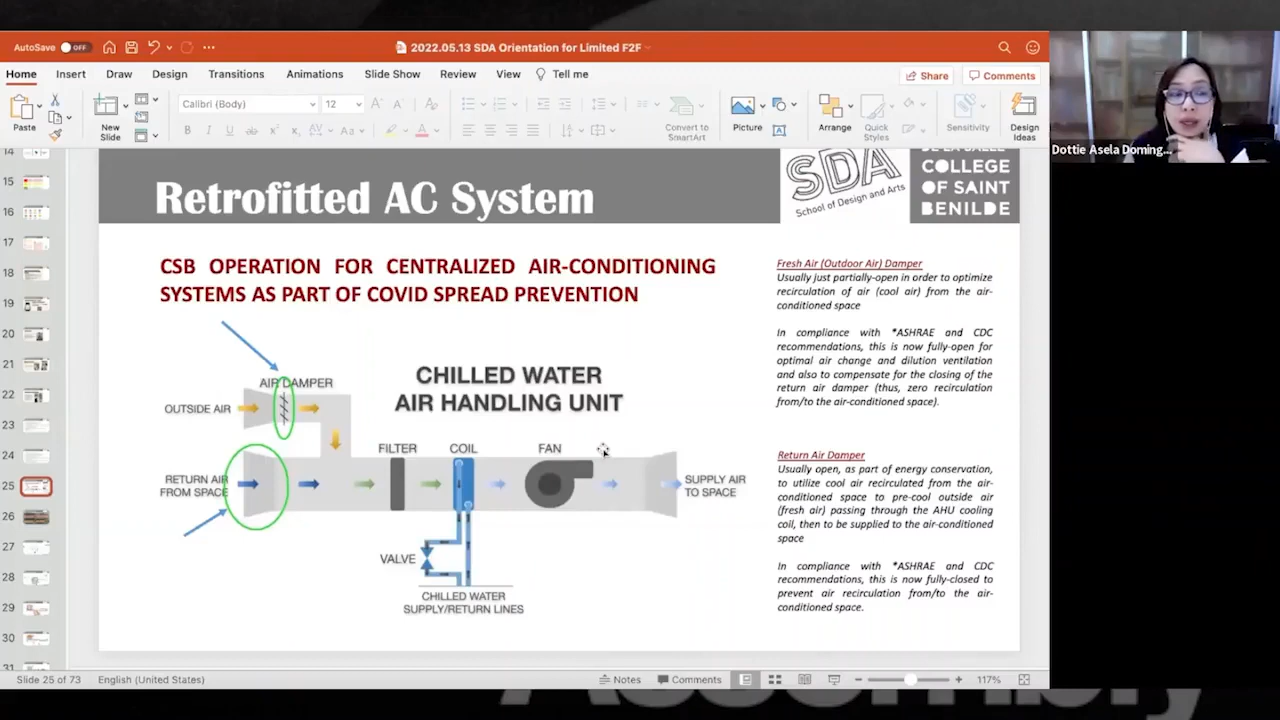 AutoSave OFF
2022.05.13 SDA Orientation for Limited F2F
Home Insert Draw Design Transitions Animations Slide Show Review View Tell me
Share Comments
Paste
New
Slide
Calibri (Body) 12
Convert to
SmartArt
Picture
Arrange
Quick
Styles
Sensitivity
Design
Ideas
Dottie Asela Doming...
14
15
16
17
18
19
20
21
22
23
24
25
26
27
28
29
30
31
Retrofitted AC System
SDA
School of Design and Arts
DE LA SALLE
COLLEGE
OF SAINT
BENILDE
CSB OPERATION FOR CENTRALIZED AIR-CONDITIONING
SYSTEMS AS PART OF COVID SPREAD PREVENTION
CHILLED WATER
AIR HANDLING UNIT
AIR DAMPER
OUTSIDE AIR
RETURN AIR
FROM SPACE
FILTER
COIL
FAN
SUPPLY AIR
TO SPACE
VALVE
CHILLED WATER
SUPPLY/RETURN LINES
Fresh Air (Outdoor Air) Damper
Usually just partially-open in order to optimize
recirculation of air (cool air) from the air-
conditioned space
In compliance with *ASHRAE and CDC
recommendations, this is now fully-open for
optimal air change and dilution ventilation
and also to compensate for the closing of the
return air damper (thus, zero recirculation
from/to the air-conditioned space).
Return Air Damper
Usually open, as part of energy conservation,
to utilize cool air recirculated from the air-
conditioned space to pre-cool outside air
(fresh air) passing through the AHU cooling
coil, then to be supplied to the air-conditioned
space
In compliance with *ASHRAE and CDC
recommendations, this is now fully-closed to
prevent air recirculation from/to the air-
conditioned space.
Slide 25 of 73 English (United States)
Notes Comments 117%
Assembly